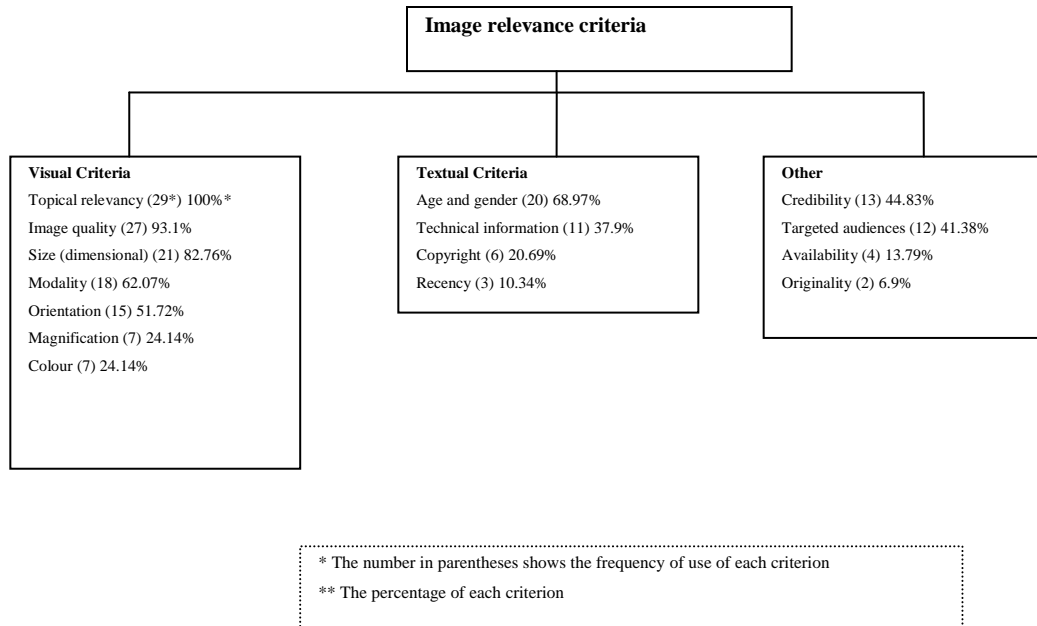 Image relevance criteria
Visual Criteria
Topical relevancy (29*) 100%*
Image quality (27) 93.1%
Size (dimensional) (21) 82.76%
Modality (18) 62.07%
Orientation (15) 51.72%
Magnification (7) 24.14%
Colour (7) 24.14%
Textual Criteria
Age and gender (20) 68.97%
Technical information (11) 37.9%
Copyright (6) 20.69%
Recency (3) 10.34%
Other
Credibility (13) 44.83%
Targeted audiences (12) 41.38%
Availability (4) 13.79%
Originality (2) 6.9%
* The number in parentheses shows the frequency of use of each criterion
** The percentage of each criterion